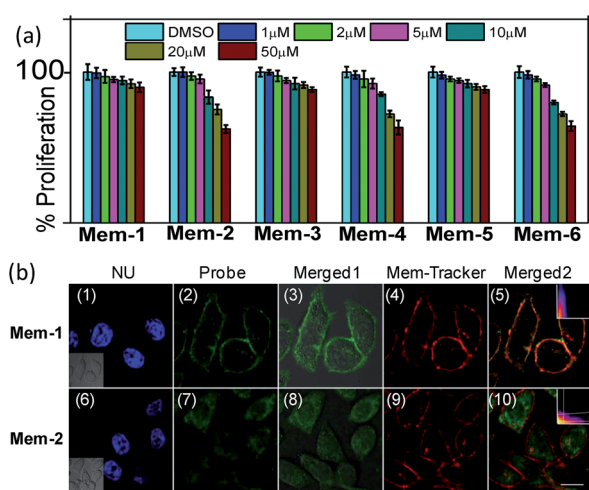 (a)
DMSO 1μM 2μM 5μM 10μM
20μM 50μM
100
% Proliferation
Mem-1 Mem-2 Mem-3 Mem-4 Mem-5 Mem-6
(b)
NU Probe Merged1 Mem-Tracker Merged2
Mem-1
(1) (2) (3) (4) (5)
Mem-2
(6) (7) (8) (9) (10)